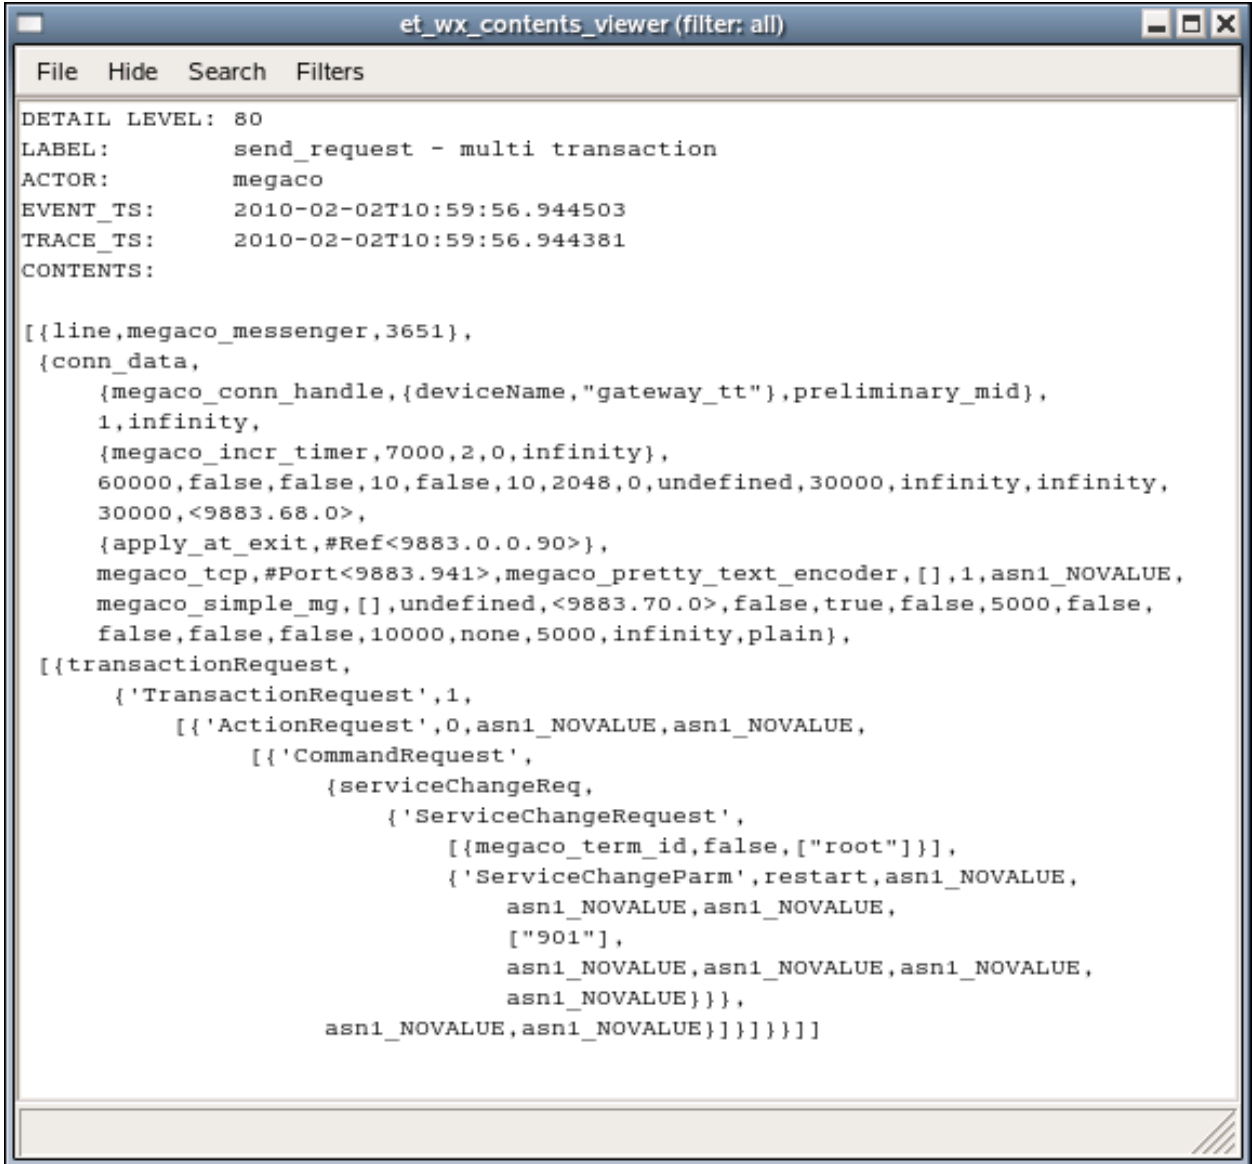 et_wx_contents_viewer (filter: all)
File Hide Search Filters
DETAIL LEVEL: 80
LABEL: send_request - multi transaction
ACTOR: megaco
EVENT_TS: 2010-02-02T10:59:56.944503
TRACE_TS: 2010-02-02T10:59:56.944381
CONTENTS:
[{line,megaco_messenger,3651},
{conn_data,
{megaco_conn_handle,{deviceName,"gateway_tt"},preliminary_mid},
1,infinity,
{megaco_incr_timer,7000,2,0,infinity},
60000,false,false,10,false,10,2048,0,undefined,30000,infinity,infinity,
30000,<9883.68.0>,
{apply_at_exit,#Ref<9883.0.0.90>},
megaco_tcp,#Port<9883.941>,megaco_pretty_text_encoder,[],1,asn1_NOVALUE,
megaco_simple_mg,[],undefined,<9883.70.0>,false,true,false,5000,false,
false,false,false,10000,none,5000,infinity,plain},
[{transactionRequest,
{'TransactionRequest',1,
[{'ActionRequest',0,asn1_NOVALUE,asn1_NOVALUE,
[{'CommandRequest',
{serviceChangeReq,
{'ServiceChangeRequest',
[{megaco_term_id,false,["root"]}],
{'ServiceChangeParm',restart,asn1_NOVALUE,
asn1_NOVALUE,asn1_NOVALUE,
["901"],
asn1_NOVALUE,asn1_NOVALUE,asn1_NOVALUE,
asn1_NOVALUE}}},
asn1_NOVALUE,asn1_NOVALUE}]}]}}]]